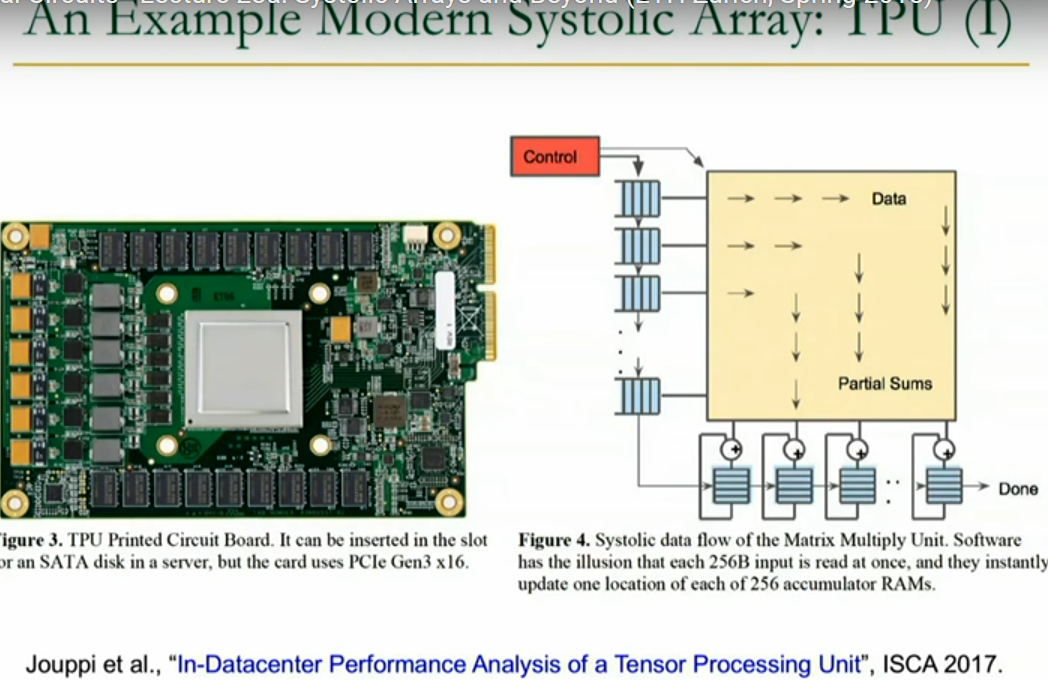 An Example Modern Systolic Array: TPU (I)
Control
Data
Partial Sums
Done
igure 3. TPU Printed Circuit Board. It can be inserted in the slot
or an SATA disk in a server, but the card uses PCIe Gen3 x16.
Figure 4. Systolic data flow of the Matrix Multiply Unit. Software
has the illusion that each 256B input is read at once, and they instantly
update one location of each of 256 accumulator RAMs.
Jouppi et al., “In-Datacenter Performance Analysis of a Tensor Processing Unit”, ISCA 2017.